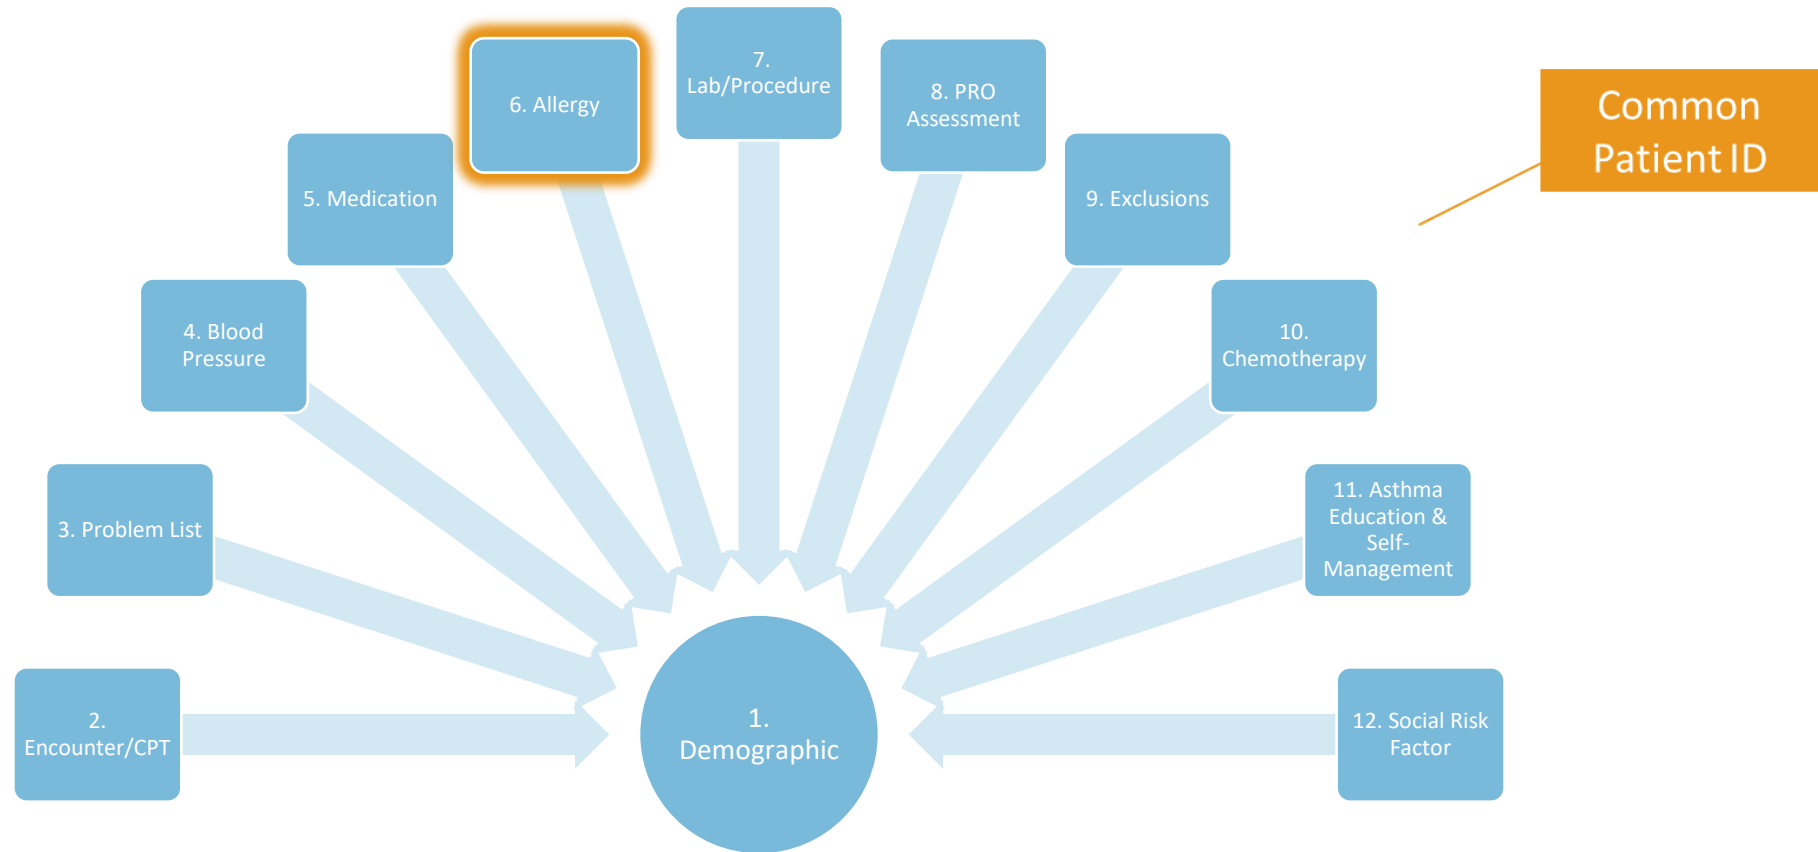 7.
Lab/Procedure
6. Allergy
8. PRO
Assessment
Common
Patient ID
5. Medication
9. Exclusions
4. Blood
Pressure
10.
Chemotherapy
3. Problem List
11. Asthma
Education &
Self-
Management
2.
Encounter/CPT
1.
Demographic
12. Social Risk
Factor